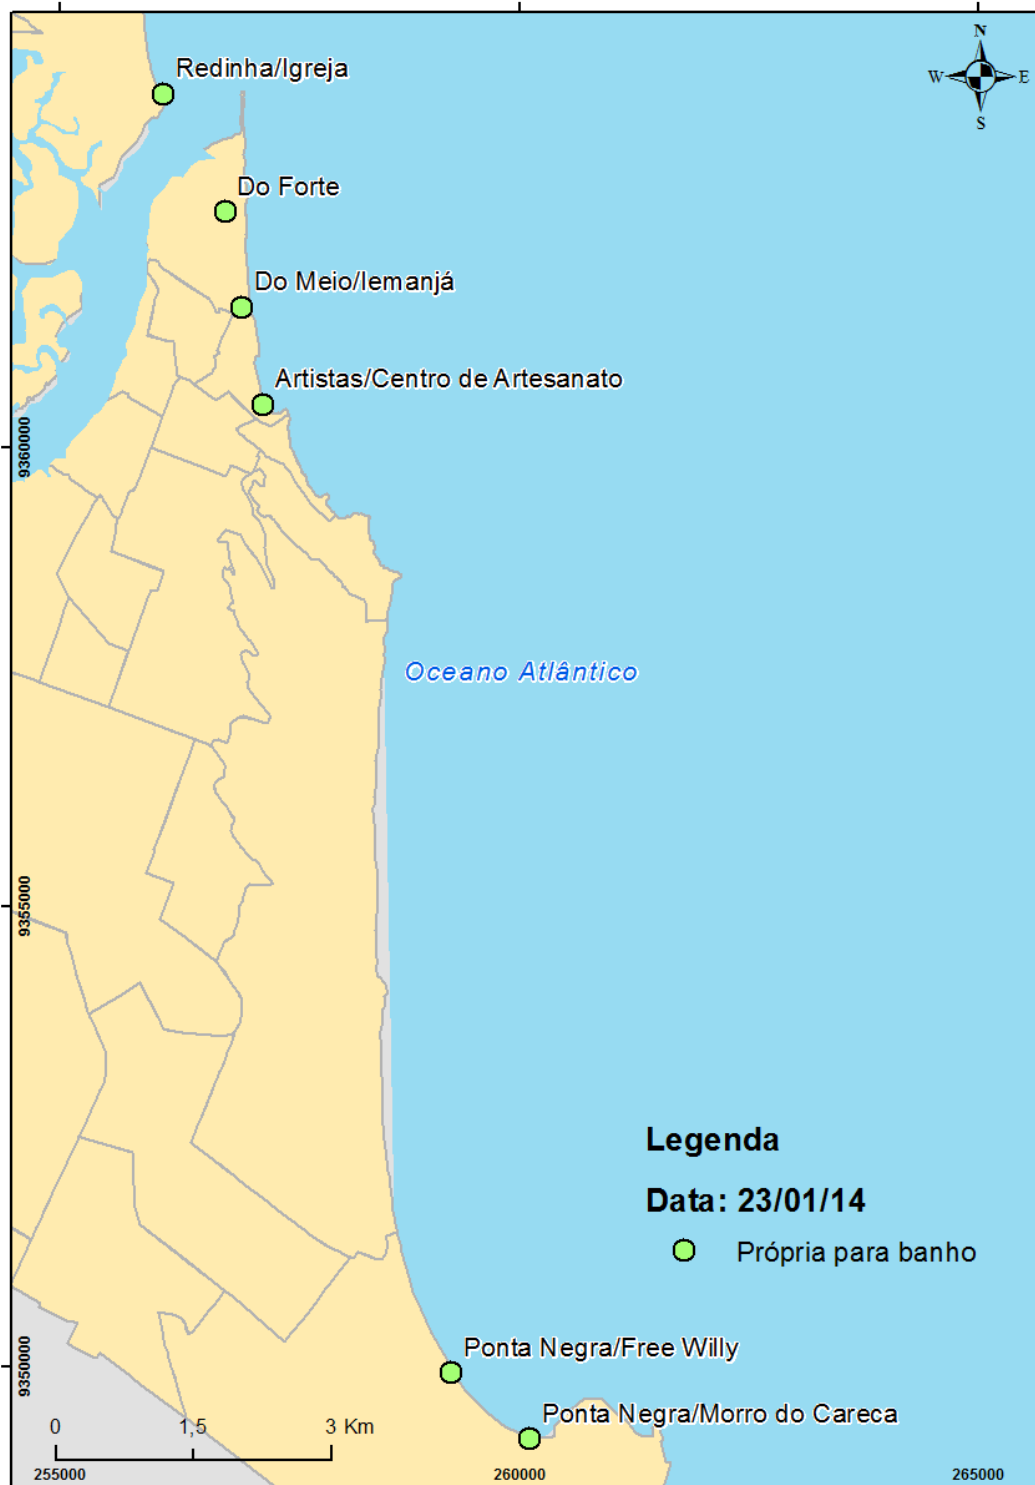 N
W E
S
Redinha/Igreja
Do Forte
Do Meio/Iemanjá
Artistas/Centro de Artesanato
9360000
Oceano Atlântico
9355000
Legenda
Data: 23/01/14
Própria para banho
Ponta Negra/Free Willy
9350000
Ponta Negra/Morro do Careca
0 1,5 3 Km
255000 260000 265000